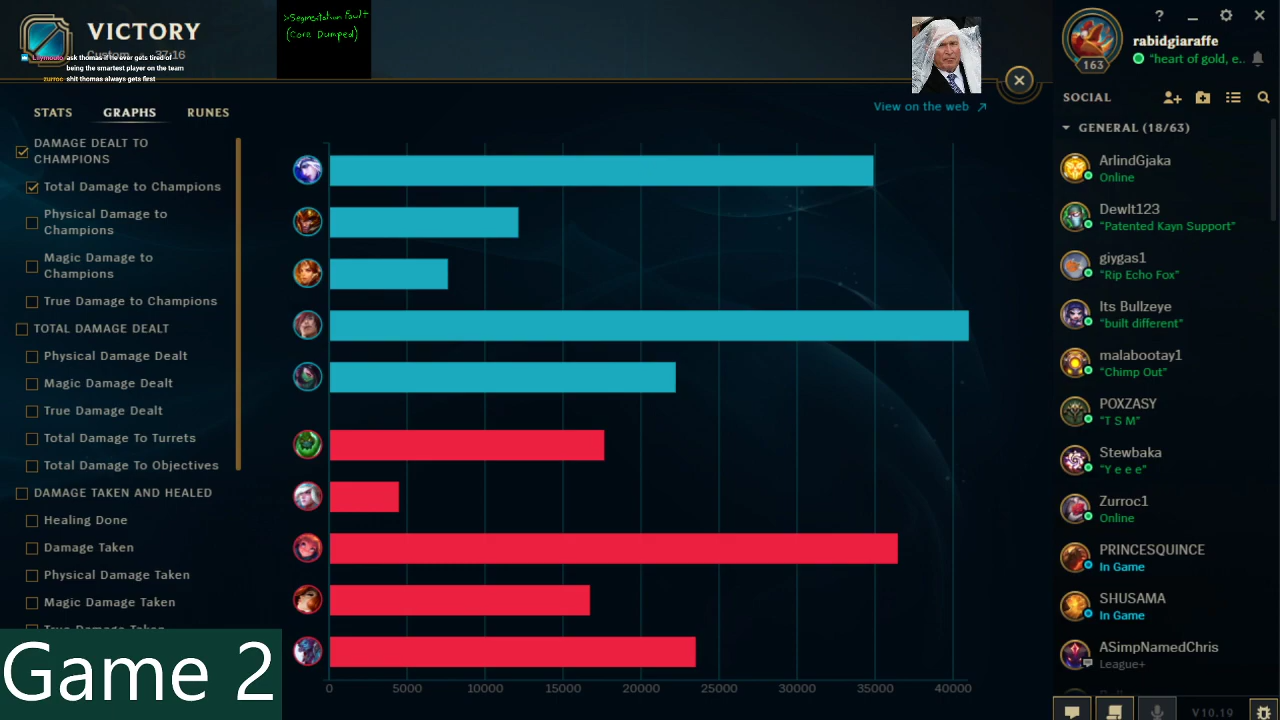 VICTORY
Custom
37:16
ask thomas if he ever gets tired of
being the smartest player on the team
zurroc: shit thomas always gets first
>Segmentation Fault
(Core Dumped)
163
rabidgiaraffe
"heart of gold, e..
STATS
GRAPHS
RUNES
View on the web
DAMAGE DEALT TO
CHAMPIONS
Total Damage to Champions
Physical Damage to
Champions
Magic Damage to
Champions
True Damage to Champions
TOTAL DAMAGE DEALT
Physical Damage Dealt
Magic Damage Dealt
True Damage Dealt
Total Damage To Turrets
Total Damage To Objectives
DAMAGE TAKEN AND HEALED
Healing Done
Damage Taken
Physical Damage Taken
Magic Damage Taken
True Damage Taken
Game 2
0 5000 10000 15000 20000 25000 30000 35000 40000
SOCIAL
GENERAL (18/63)
ArlindGjaka
Online
DewIt123
"Patented Kayn Support"
giygas1
"Rip Echo Fox"
Its Bullzeye
"built different"
malabootay1
"Chimp Out"
POXZASY
"T S M"
Stewbaka
"Y e e e"
Zurroc1
Online
PRINCESQUINCE
In Game
SHUSAMA
In Game
ASimpNamedChris
League+
V10.19